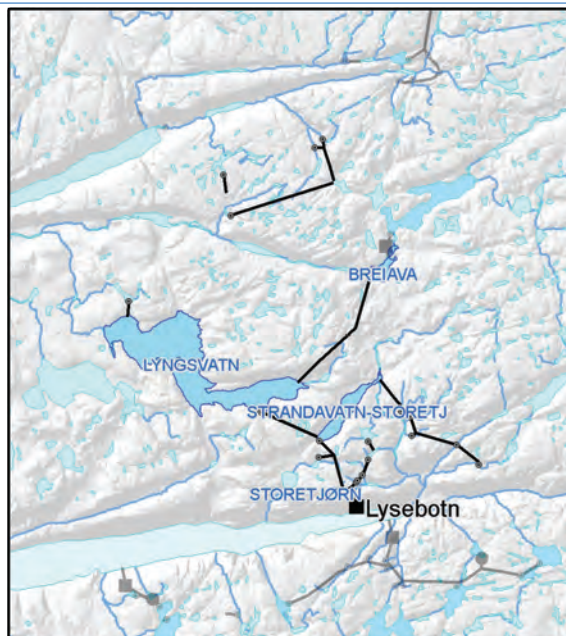 BREIAVA
LYNGSVATN
STRANDAVATN-STORETJ
STORETJØRN
Lysebotn